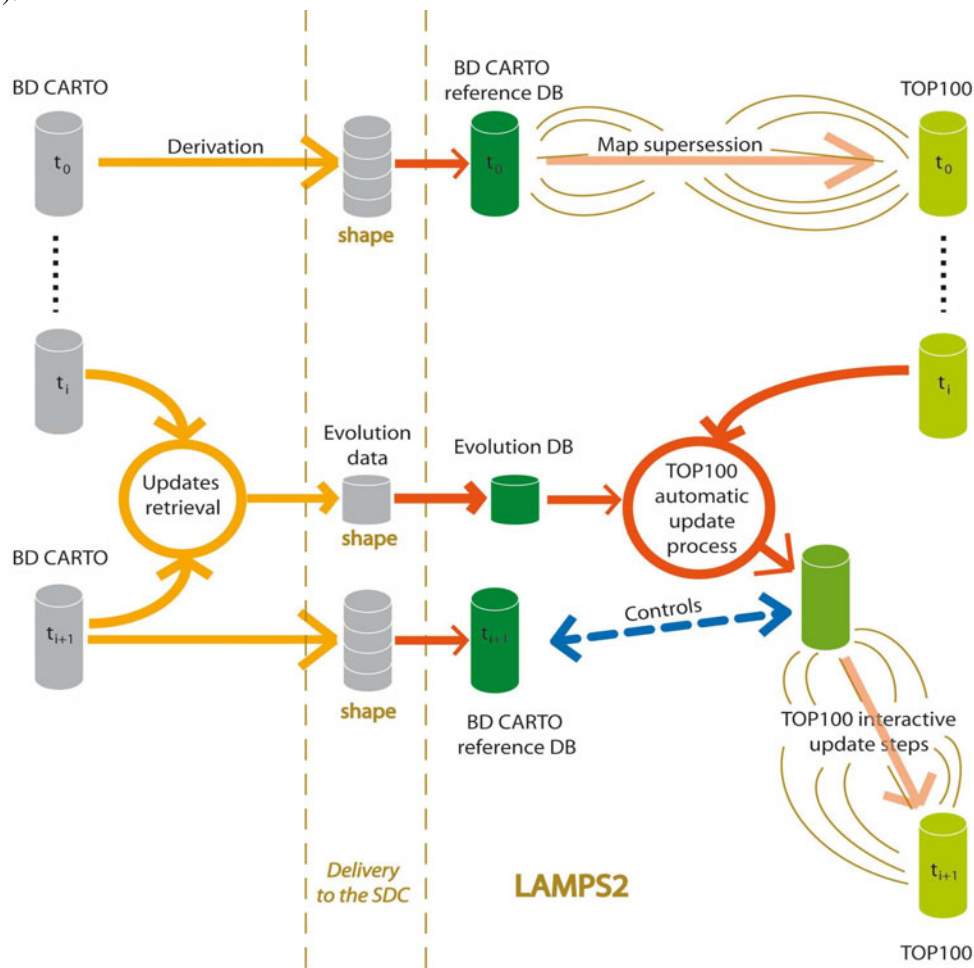 ).
BD CARTO
reference DB
BD CARTO
TOP100
Derivation
Map supersession
t0
t0
t0
shape
ti
ti
Evolution
data
Evolution DB
TOP100
automatic
update
process
Updates
retrieval
shape
BD CARTO
Controls
ti+1
ti+1
shape
BD CARTO
reference DB
TOP100 interactive
update steps
Delivery
to the SDC
LAMPS2
ti+1
TOP100